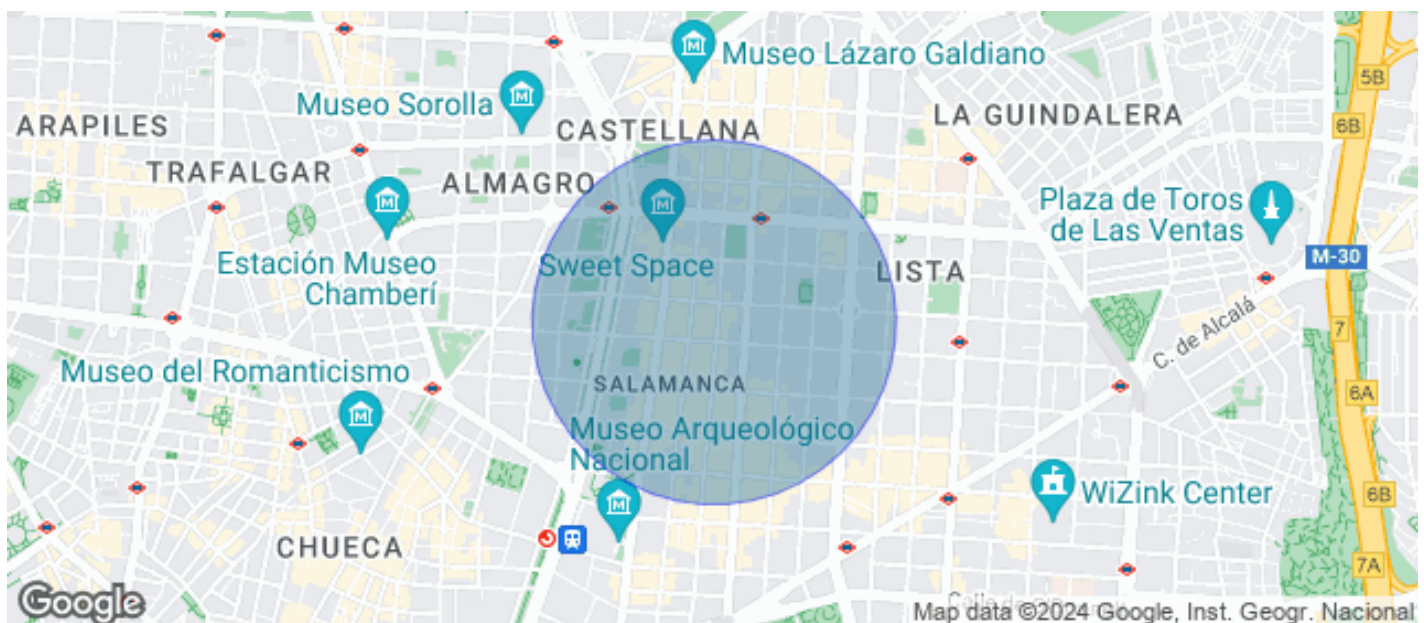 Museo Lázaro Galdiano
5B
Museo Sorolla
LA GUINDALERA
ARAPILES
CASTELLANA
6B
TRAFALGAR
ALMAGRO
Plaza de Toros
de Las Ventas
M-30
Estación Museo
Chamberí
Sweet Space
LISTA
7
C. de Alcalá
Museo del Romanticismo
SALAMANCA
6A
Museo Arqueológico
Nacional
WiZink Center
6B
CHUECA
7A
Google
Map data ©2024 Google, Inst. Geogr. Nacional